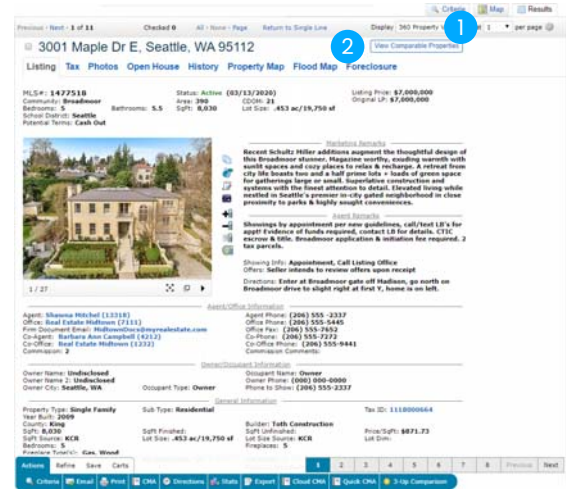 Criteria Map Results
Previous · Next · 1 of 11 Checked 0 All · None · Page Return to Single Line Display 360 Property at 1 per page
1
3001 Maple Dr E, Seattle, WA 95112
2 View Comparable Properties
Listing Tax Photos Open House History Property Map Flood Map Foreclosure
MLS#: 1477518 Status: Active (03/13/2020) Listing Price: $7,000,000
Community: Broadmoor Area: 390 CDOM: 21 Original LP: $7,000,000
Bedrooms: 5 Bathrooms: 5.5 SqFt: 8,030 Lot Size: .453 ac/19,750 sf
School District: Seattle
Potential Terms: Cash Out
Marketing Remarks
Recent Schultz Miller additions augment the thoughtful design of
this Broadmoor stunner. Magazine worthy, exuding warmth with
sunlit spaces and cozy places to relax & recharge. A retreat from
city life boasts two and a half prime lots + loads of green space
for gatherings large or small. Superlative construction and
systems with the finest attention to detail. Elevated living while
nestled in Seattle's premier in-city gated neighborhood in close
proximity to parks & highly sought conveniences.
Agent Remarks
Showings by appointment per new guidelines, call/text LB's for
appt! Evidence of funds required, contact LB for details. CTIC
escrow & title. Broadmoor application & initiation fee required. 2
tax parcels.
Showing Info: Appointment, Call Listing Office
Offers: Seller intends to review offers upon receipt
Directions: Enter at Broadmoor gate off Madison, go north on
Broadmoor drive to slight right at first Y, home is on left.
1 / 27
Agent/Office Information
Agent: Shawna Mitchel (13318) Agent Phone: (206) 555 -2337
Office: Real Estate Midtown (7111) Office Phone: (206) 555-5445
Firm Document Email: MidtownDocs@myrealestate.com Office Fax: (206) 555-7652
Co-Agent: Barbara Ann Campbell (4212) Co-Phone: (206) 555-7272
Co-Office: Real Estate Midtown (1232) Co-Office Phone: (206) 555-9441
Commission: 2 Commission Comments:
Owner/Occupant Information
Owner Name: Undisclosed Occupant Name: Owner
Owner Name 2: Undisclosed Owner Phone: (000) 000-0000
Owner City: Seattle, WA Occupant Type: Owner Phone to Show: (206) 555-2337
General Information
Property Type: Single Family Sub Type: Residential Tax ID: 1118000664
Year Built: 2009
County: King Builder: Toth Construction
SqFt: 8,030 SqFt Finished: SqFt Unfinished: Price/SqFt: $871.73
SqFt Source: KCR Lot Size: .453 ac/19,750 sf Lot Size Source: KCR Lot Dim:
Bedrooms: 5 Fireplaces: 5
Fireplace Type(s): Gas, Wood
Actions Refine Save Carts 1 2 3 4 5 6 7 8 Previous Next
Criteria Email Print CMA Directions Stats Export Cloud CMA Quick CMA 3-Up Comparison